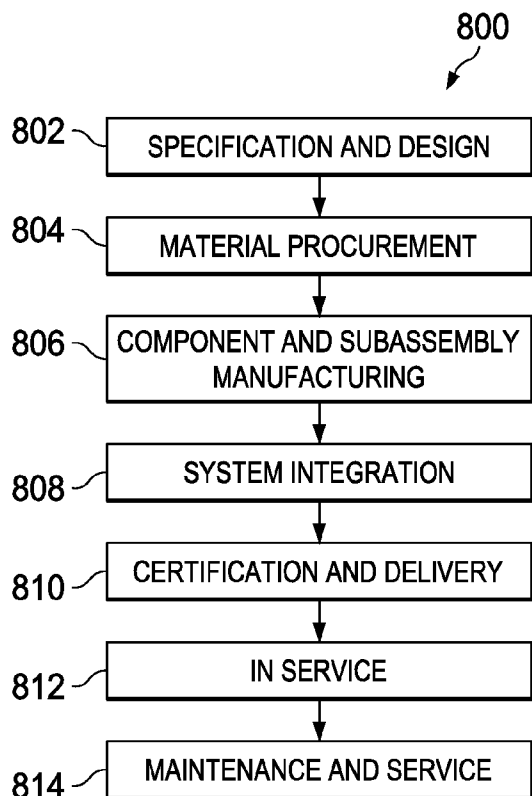 800
802
SPECIFICATION AND DESIGN
804
MATERIAL PROCUREMENT
806
COMPONENT AND SUBASSEMBLY
MANUFACTURING
808
SYSTEM INTEGRATION
810
CERTIFICATION AND DELIVERY
812
IN SERVICE
814
MAINTENANCE AND SERVICE